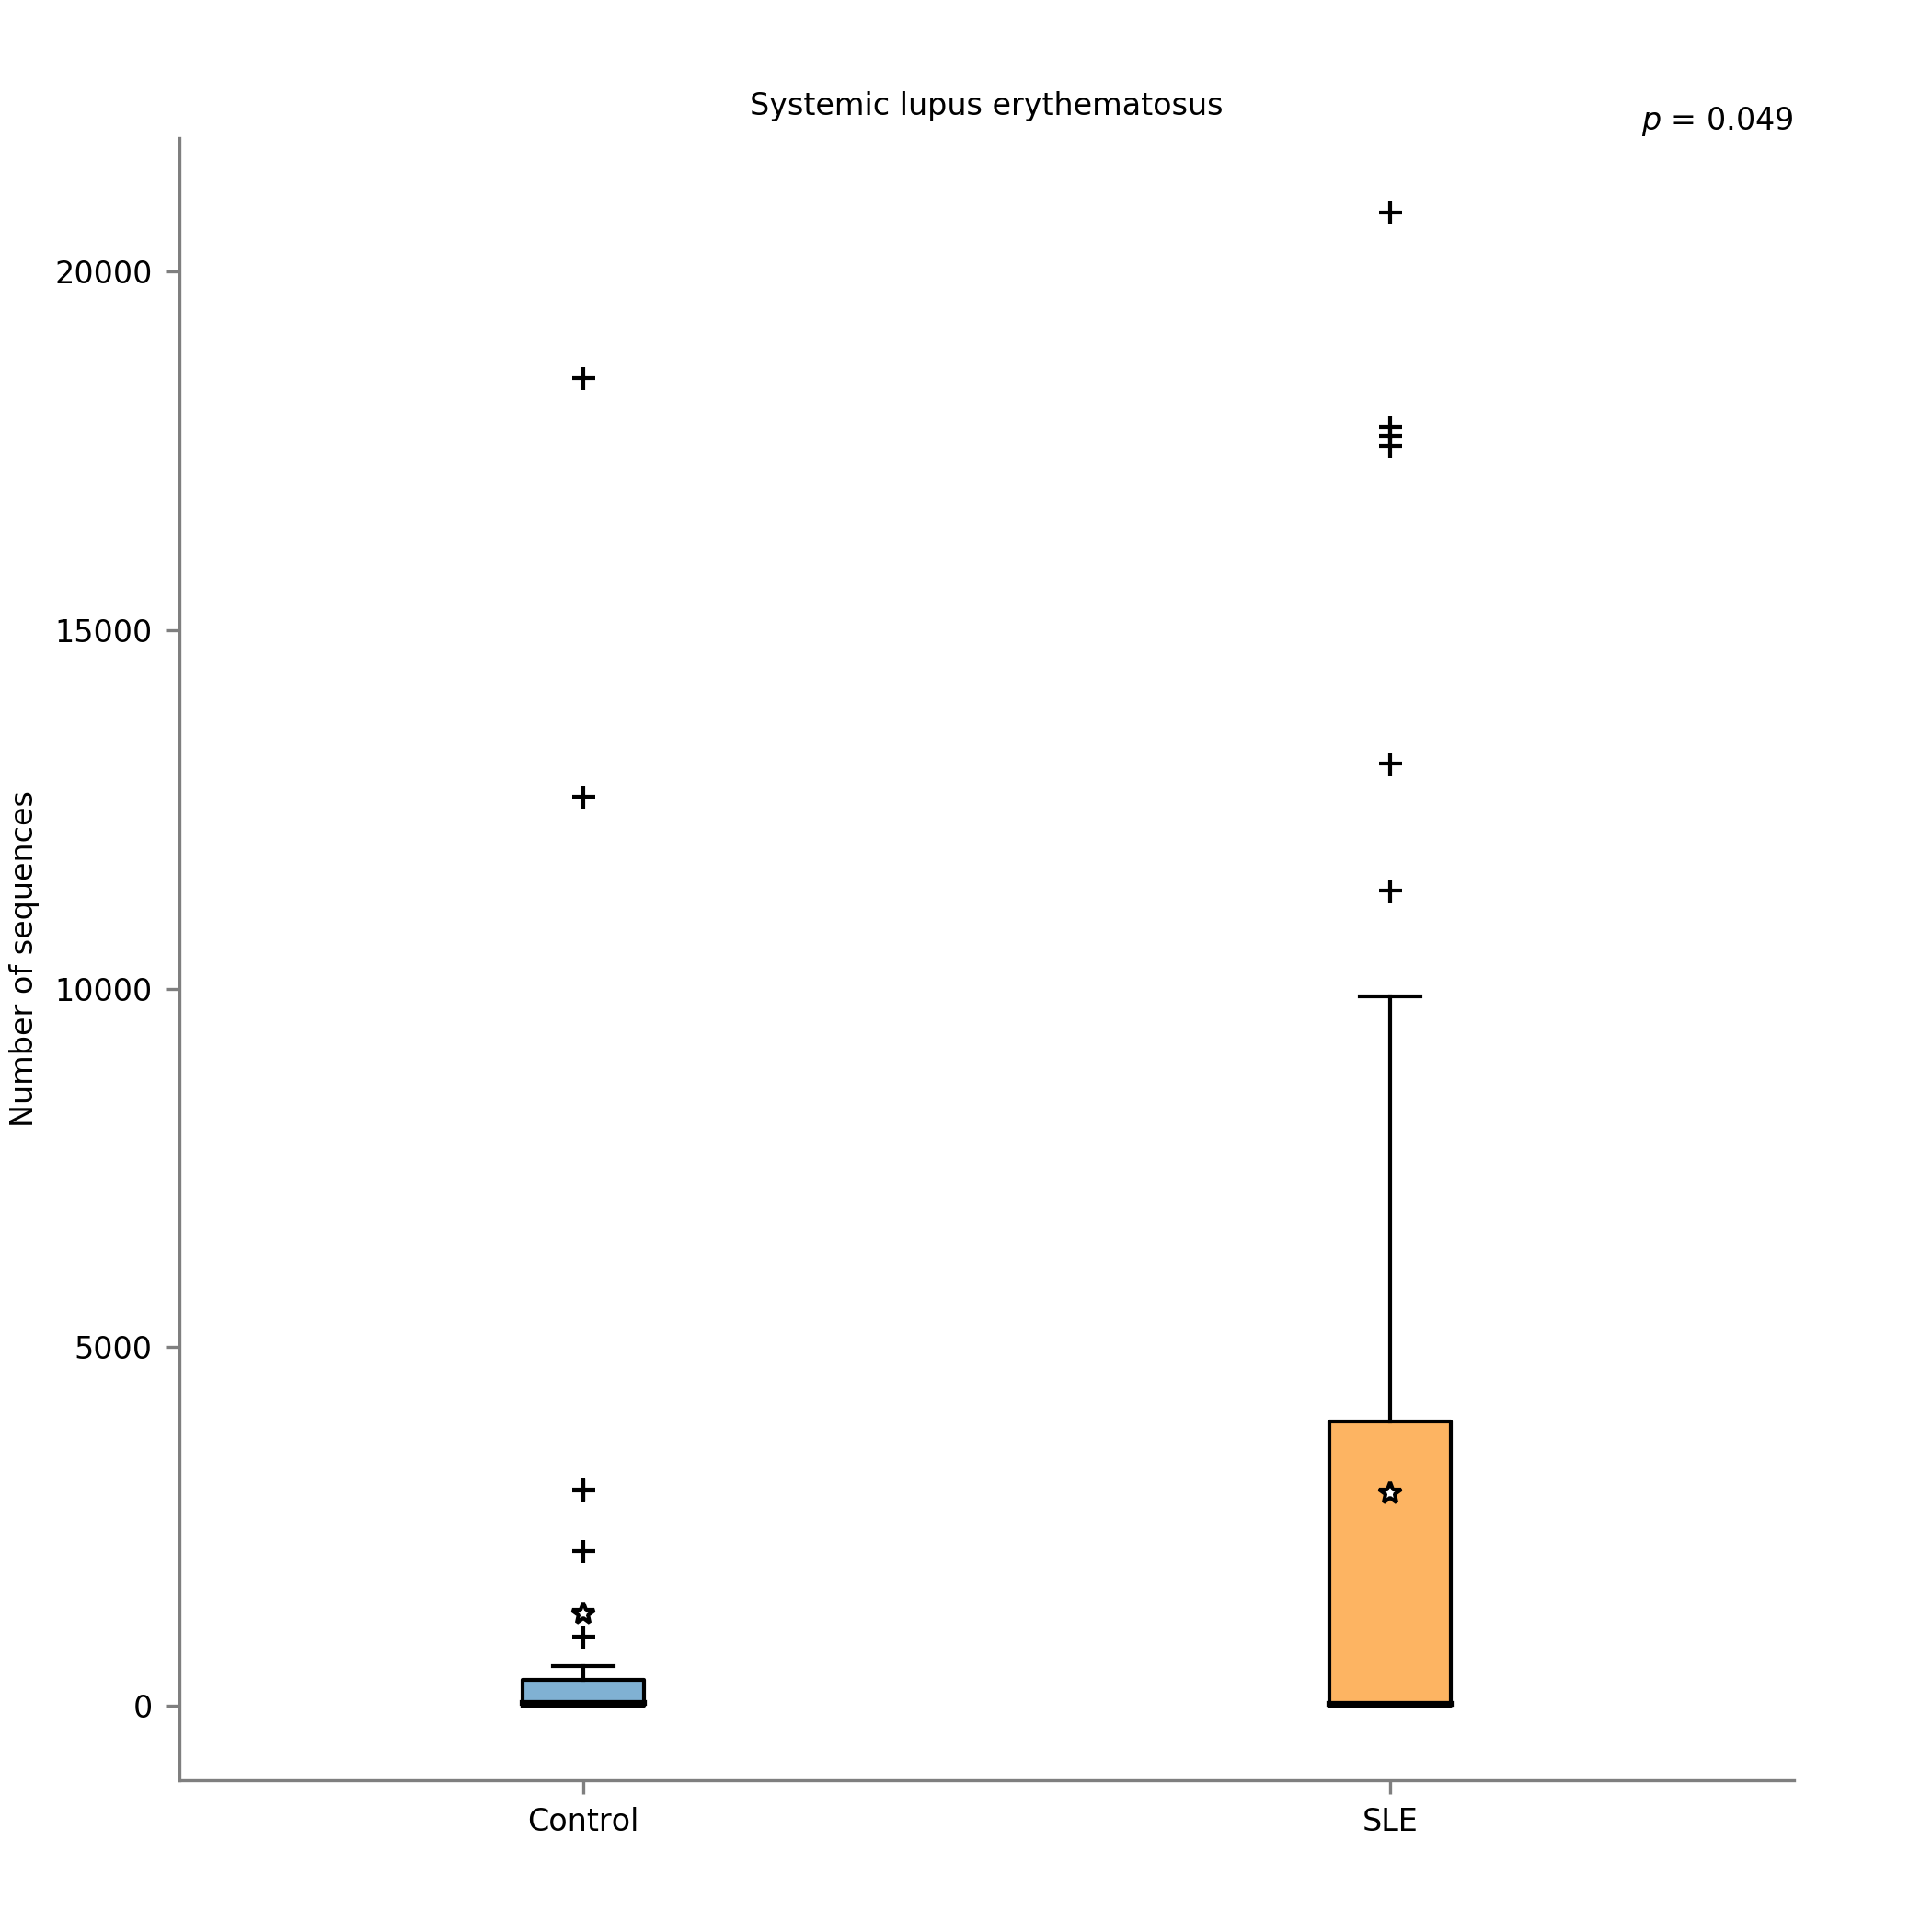 Systemic lupus erythematosus
p = 0.049
Number of sequences
20000
15000
10000
5000
0
Control
SLE